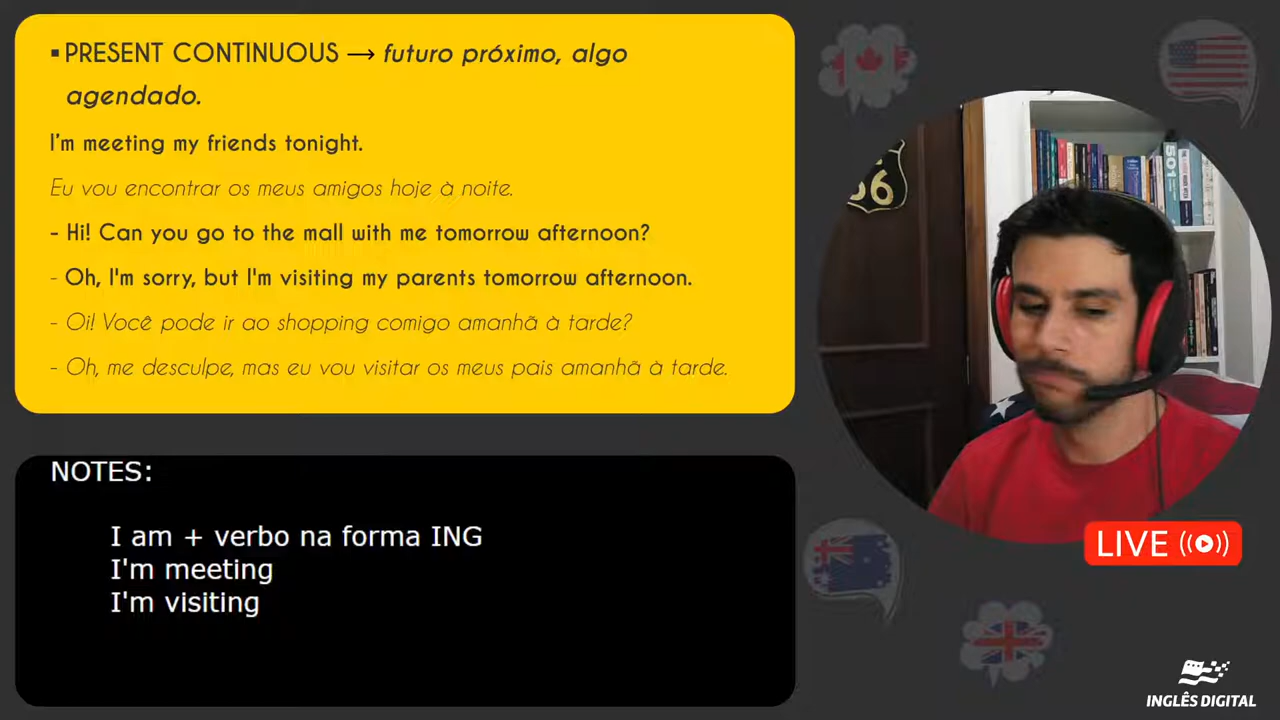 ▪ PRESENT CONTINUOUS → futuro próximo, algo
agendado.
I'm meeting my friends tonight.
Eu vou encontrar os meus amigos hoje à noite.
- Hi! Can you go to the mall with me tomorrow afternoon?
- Oh, I'm sorry, but I'm visiting my parents tomorrow afternoon.
- Oi! Você pode ir ao shopping comigo amanhã à tarde?
- Oh, me desculpe, mas eu vou visitar os meus pais amanhã à tarde.
NOTES:
I am + verbo na forma ING
I'm meeting
I'm visiting
66
501
LIVE
INGLÊS DIGITAL